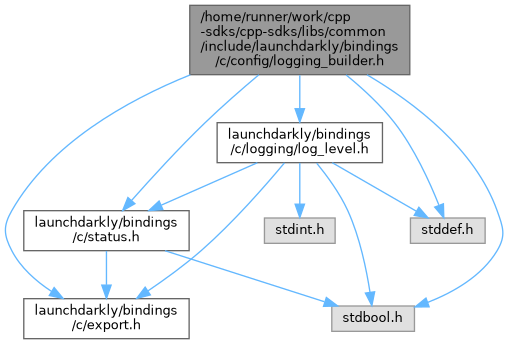 /home/runner/work/cpp
-sdks/cpp-sdks/libs/common
/include/launchdarkly/bindings
/c/config/logging_builder.h
launchdarkly/bindings
/c/logging/log_level.h
launchdarkly/bindings
/c/status.h
stdint.h
stddef.h
launchdarkly/bindings
/c/export.h
stdbool.h